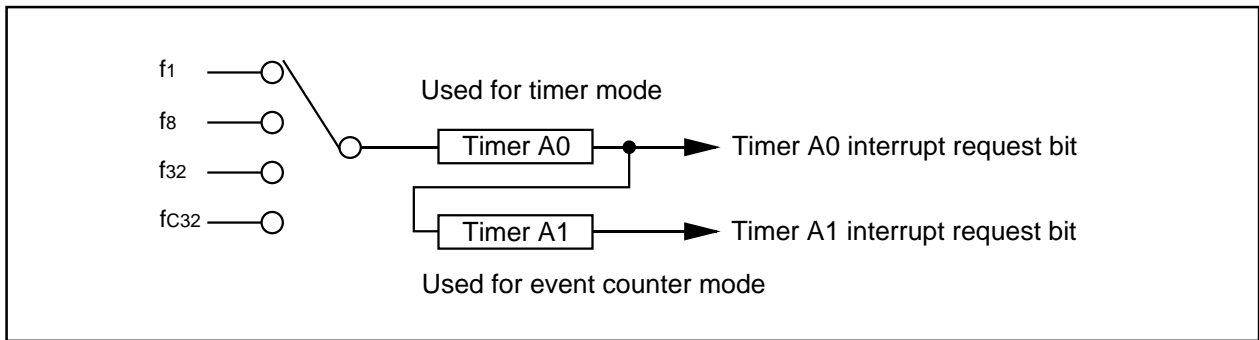 f1
f8
f32
fC32
Used for timer mode
Timer A0
Timer A0 interrupt request bit
Timer A1
Timer A1 interrupt request bit
Used for event counter mode